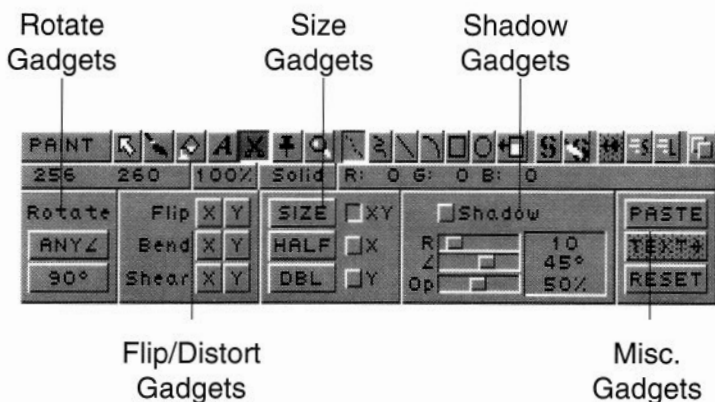 Rotate Gadgets
Size Gadgets
Shadow Gadgets
PAINT
256 260 100% Solid R: 0 G: 0 B: 0
Rotate Flip X Y SIZE XY Shadow PASTE
ANY∠ Bend X Y HALF X R 10 TEXT+
∠ 45°
90° Shear X Y DBL Y Op 50% RESET
Flip/Distort Gadgets
Misc. Gadgets